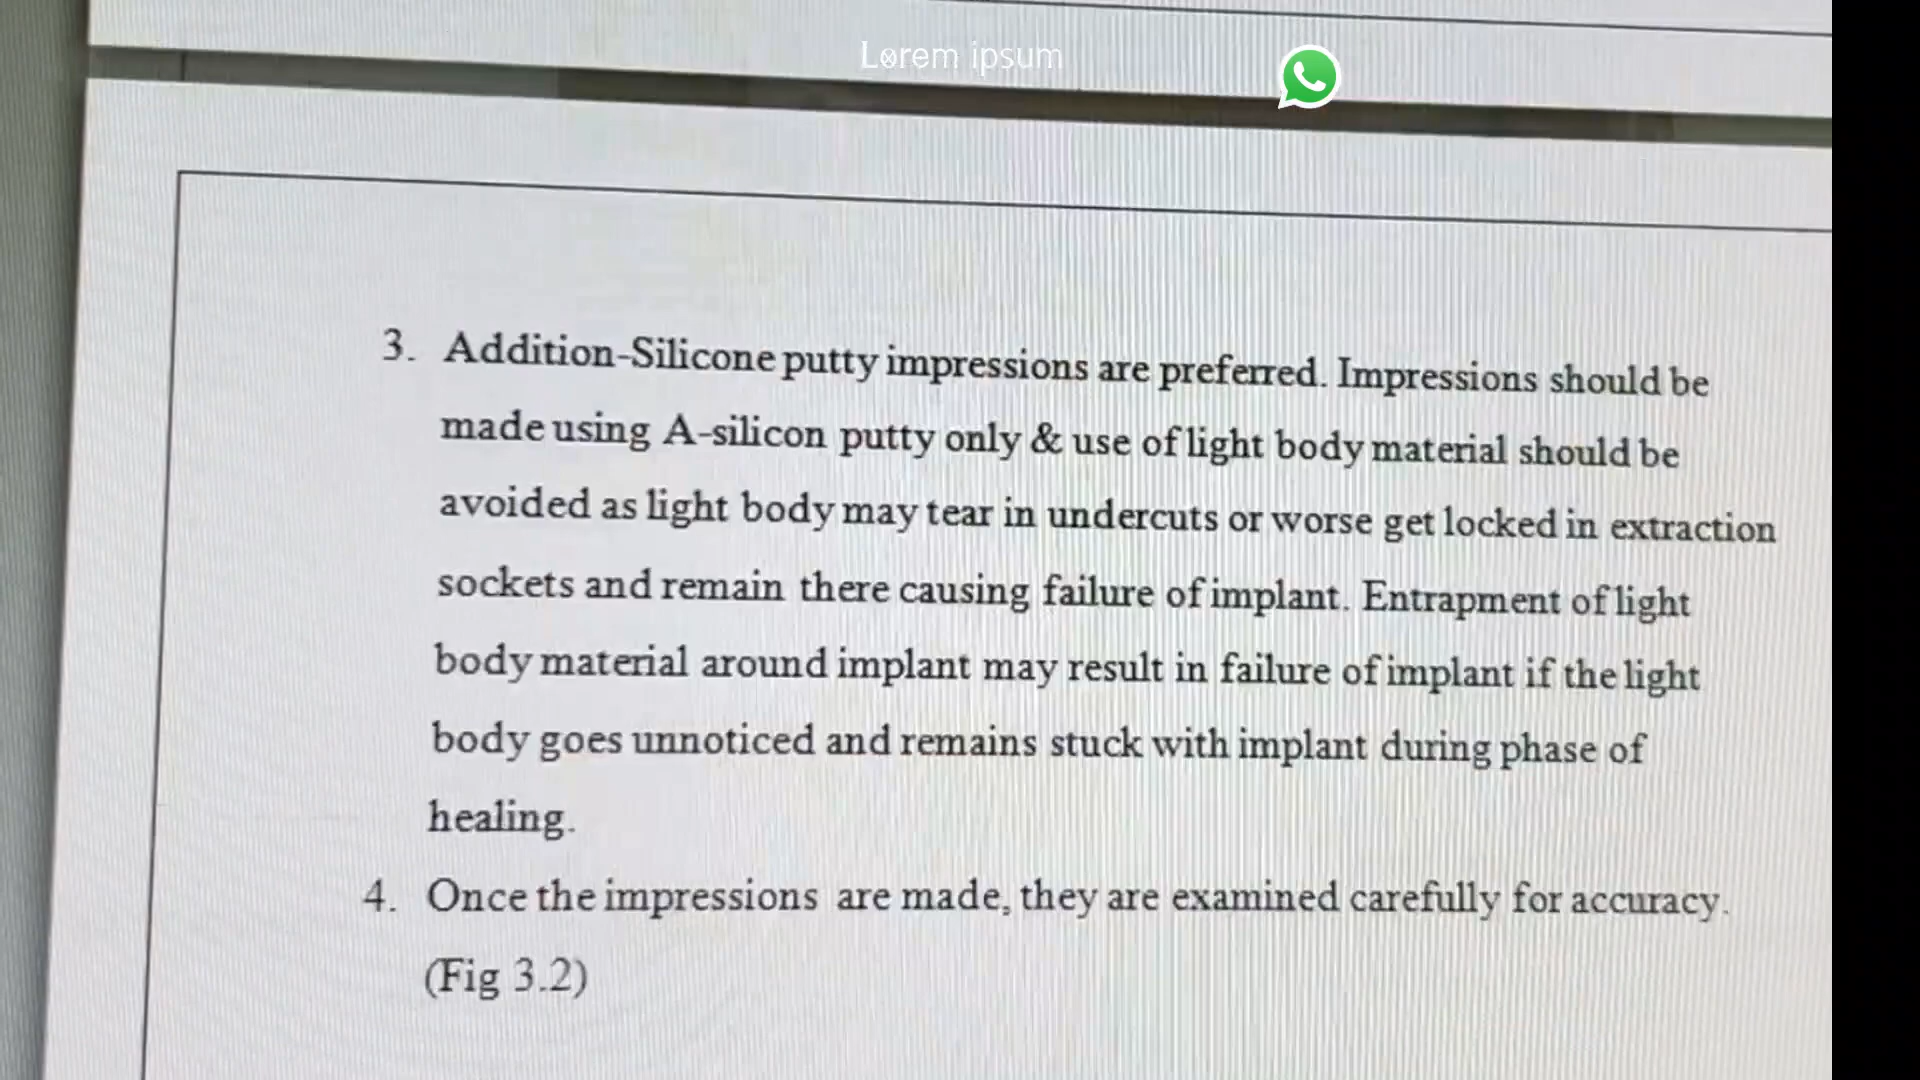 Lorem ipsum
3. Addition-Silicone putty impressions are preferred. Impressions should be
made using A-silicon putty only & use of light body material should be
avoided as light body may tear in undercuts or worse get locked in extraction
sockets and remain there causing failure of implant. Entrapment of light
body material around implant may result in failure of implant if the light
body goes unnoticed and remains stuck with implant during phase of
healing.
4. Once the impressions are made, they are examined carefully for accuracy.
(Fig 3.2)